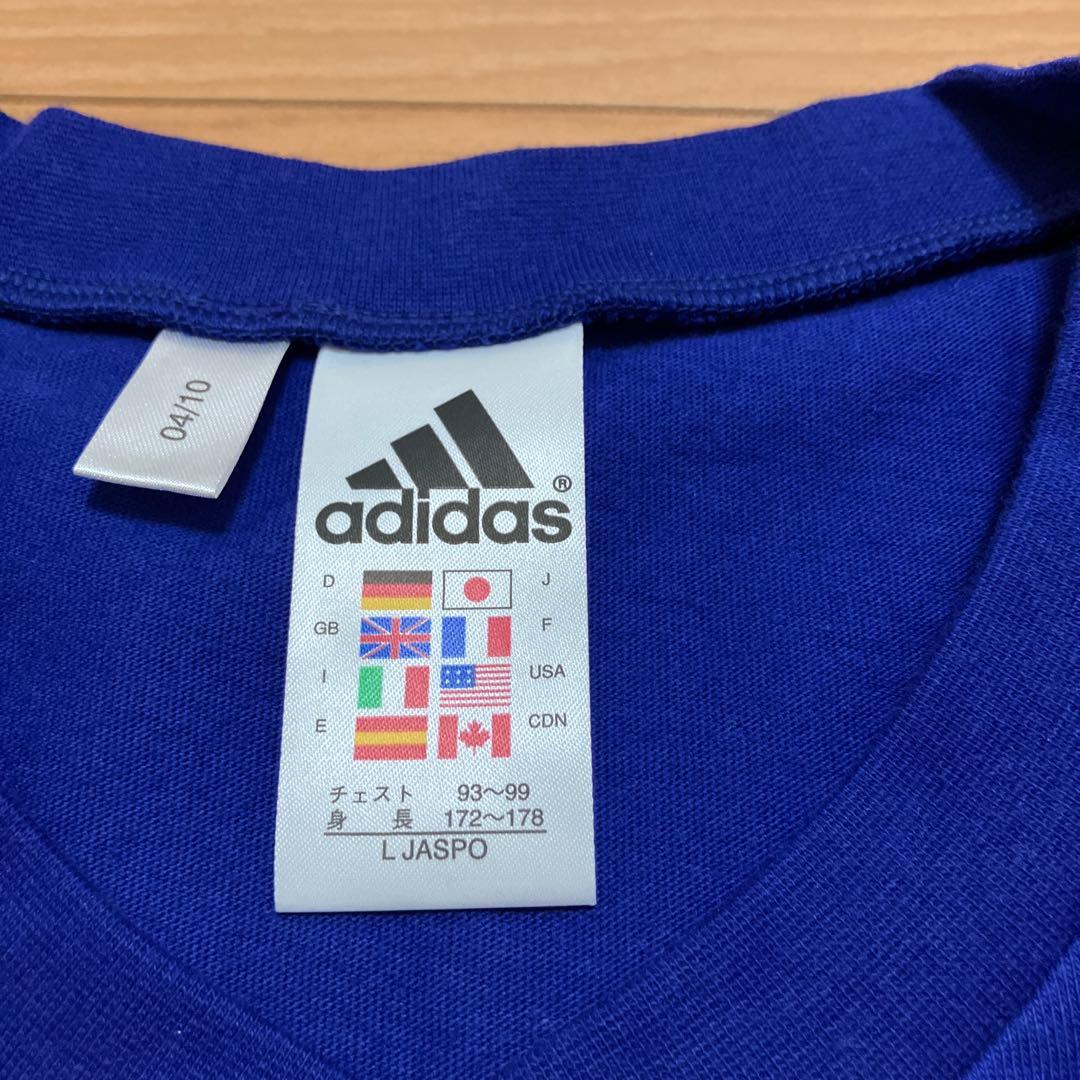 04/10
adidas®
D J
GB F
I USA
E CDN
チェスト 93〜99
身 長 172〜178
L JASPO